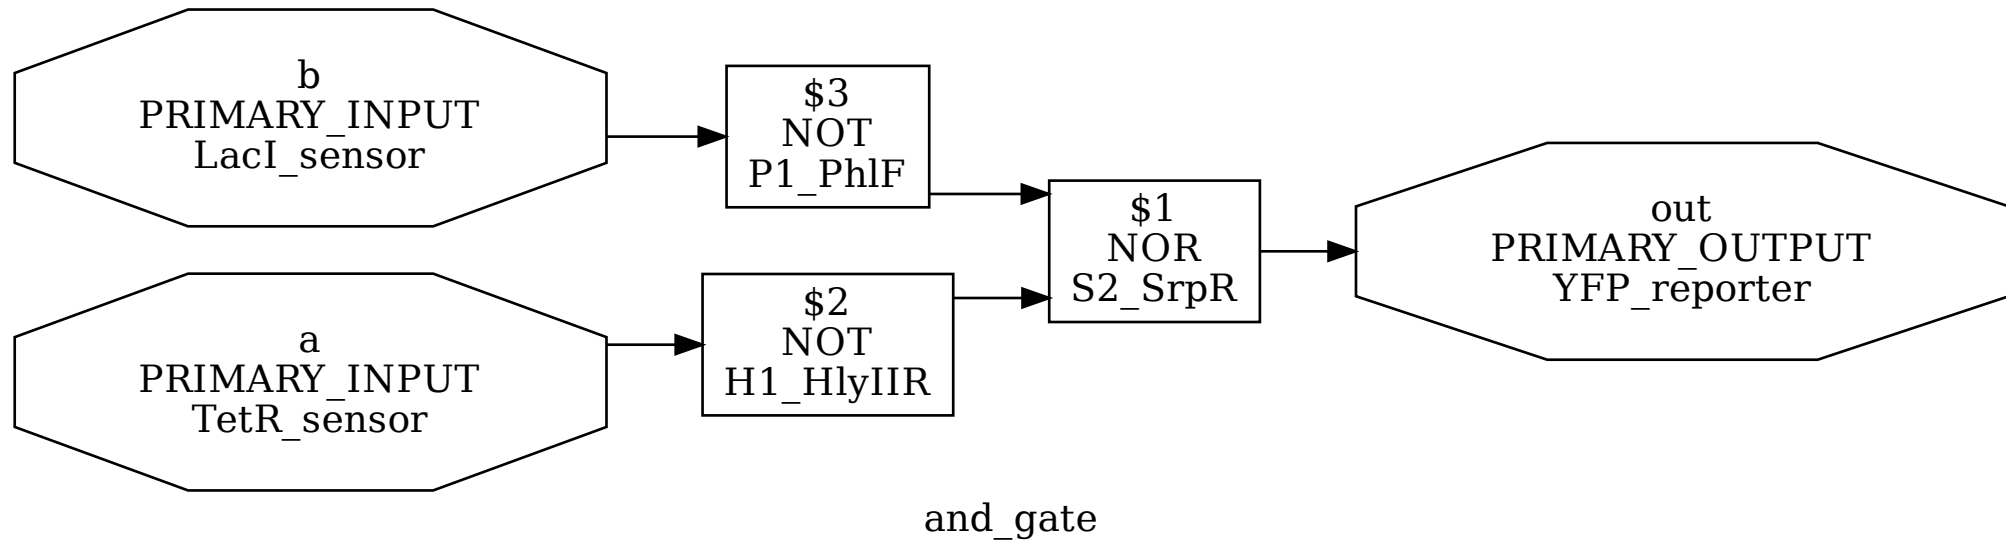 b
PRIMARY_INPUT
LacI_sensor
$3
NOT
P1_PhlF
a
PRIMARY_INPUT
TetR_sensor
$2
NOT
H1_HlyIIR
$1
NOR
S2_SrpR
out
PRIMARY_OUTPUT
YFP_reporter
and_gate